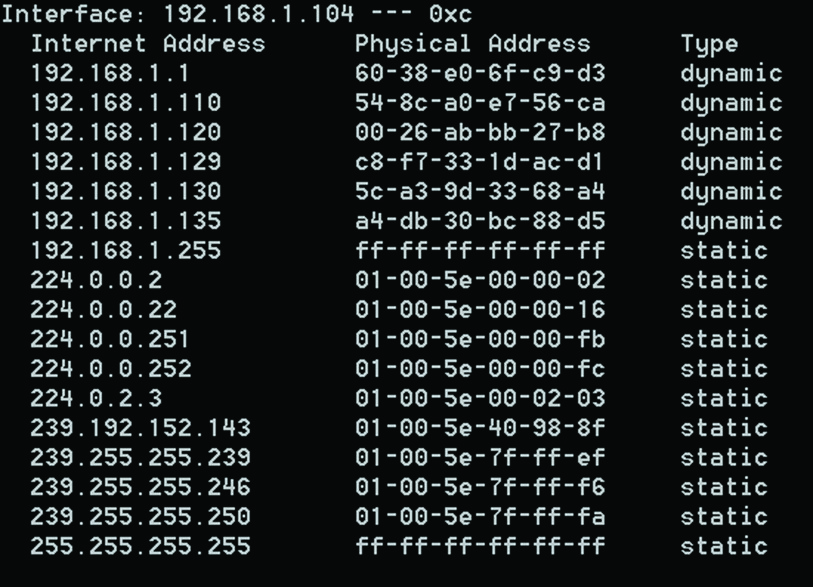 Interface: 192.168.1.104 --- 0xc
Internet Address Physical Address Type
192.168.1.1 60-38-e0-6f-c9-d3 dynamic
192.168.1.110 54-8c-a0-e7-56-ca dynamic
192.168.1.120 00-26-ab-bb-27-b8 dynamic
192.168.1.129 c8-f7-33-1d-ac-d1 dynamic
192.168.1.130 5c-a3-9d-33-68-a4 dynamic
192.168.1.135 a4-db-30-bc-88-d5 dynamic
192.168.1.255 ff-ff-ff-ff-ff-ff static
224.0.0.2 01-00-5e-00-00-02 static
224.0.0.22 01-00-5e-00-00-16 static
224.0.0.251 01-00-5e-00-00-fb static
224.0.0.252 01-00-5e-00-00-fc static
224.0.2.3 01-00-5e-00-02-03 static
239.192.152.143 01-00-5e-40-98-8f static
239.255.255.239 01-00-5e-7f-ff-ef static
239.255.255.246 01-00-5e-7f-ff-f6 static
239.255.255.250 01-00-5e-7f-ff-fa static
255.255.255.255 ff-ff-ff-ff-ff-ff static